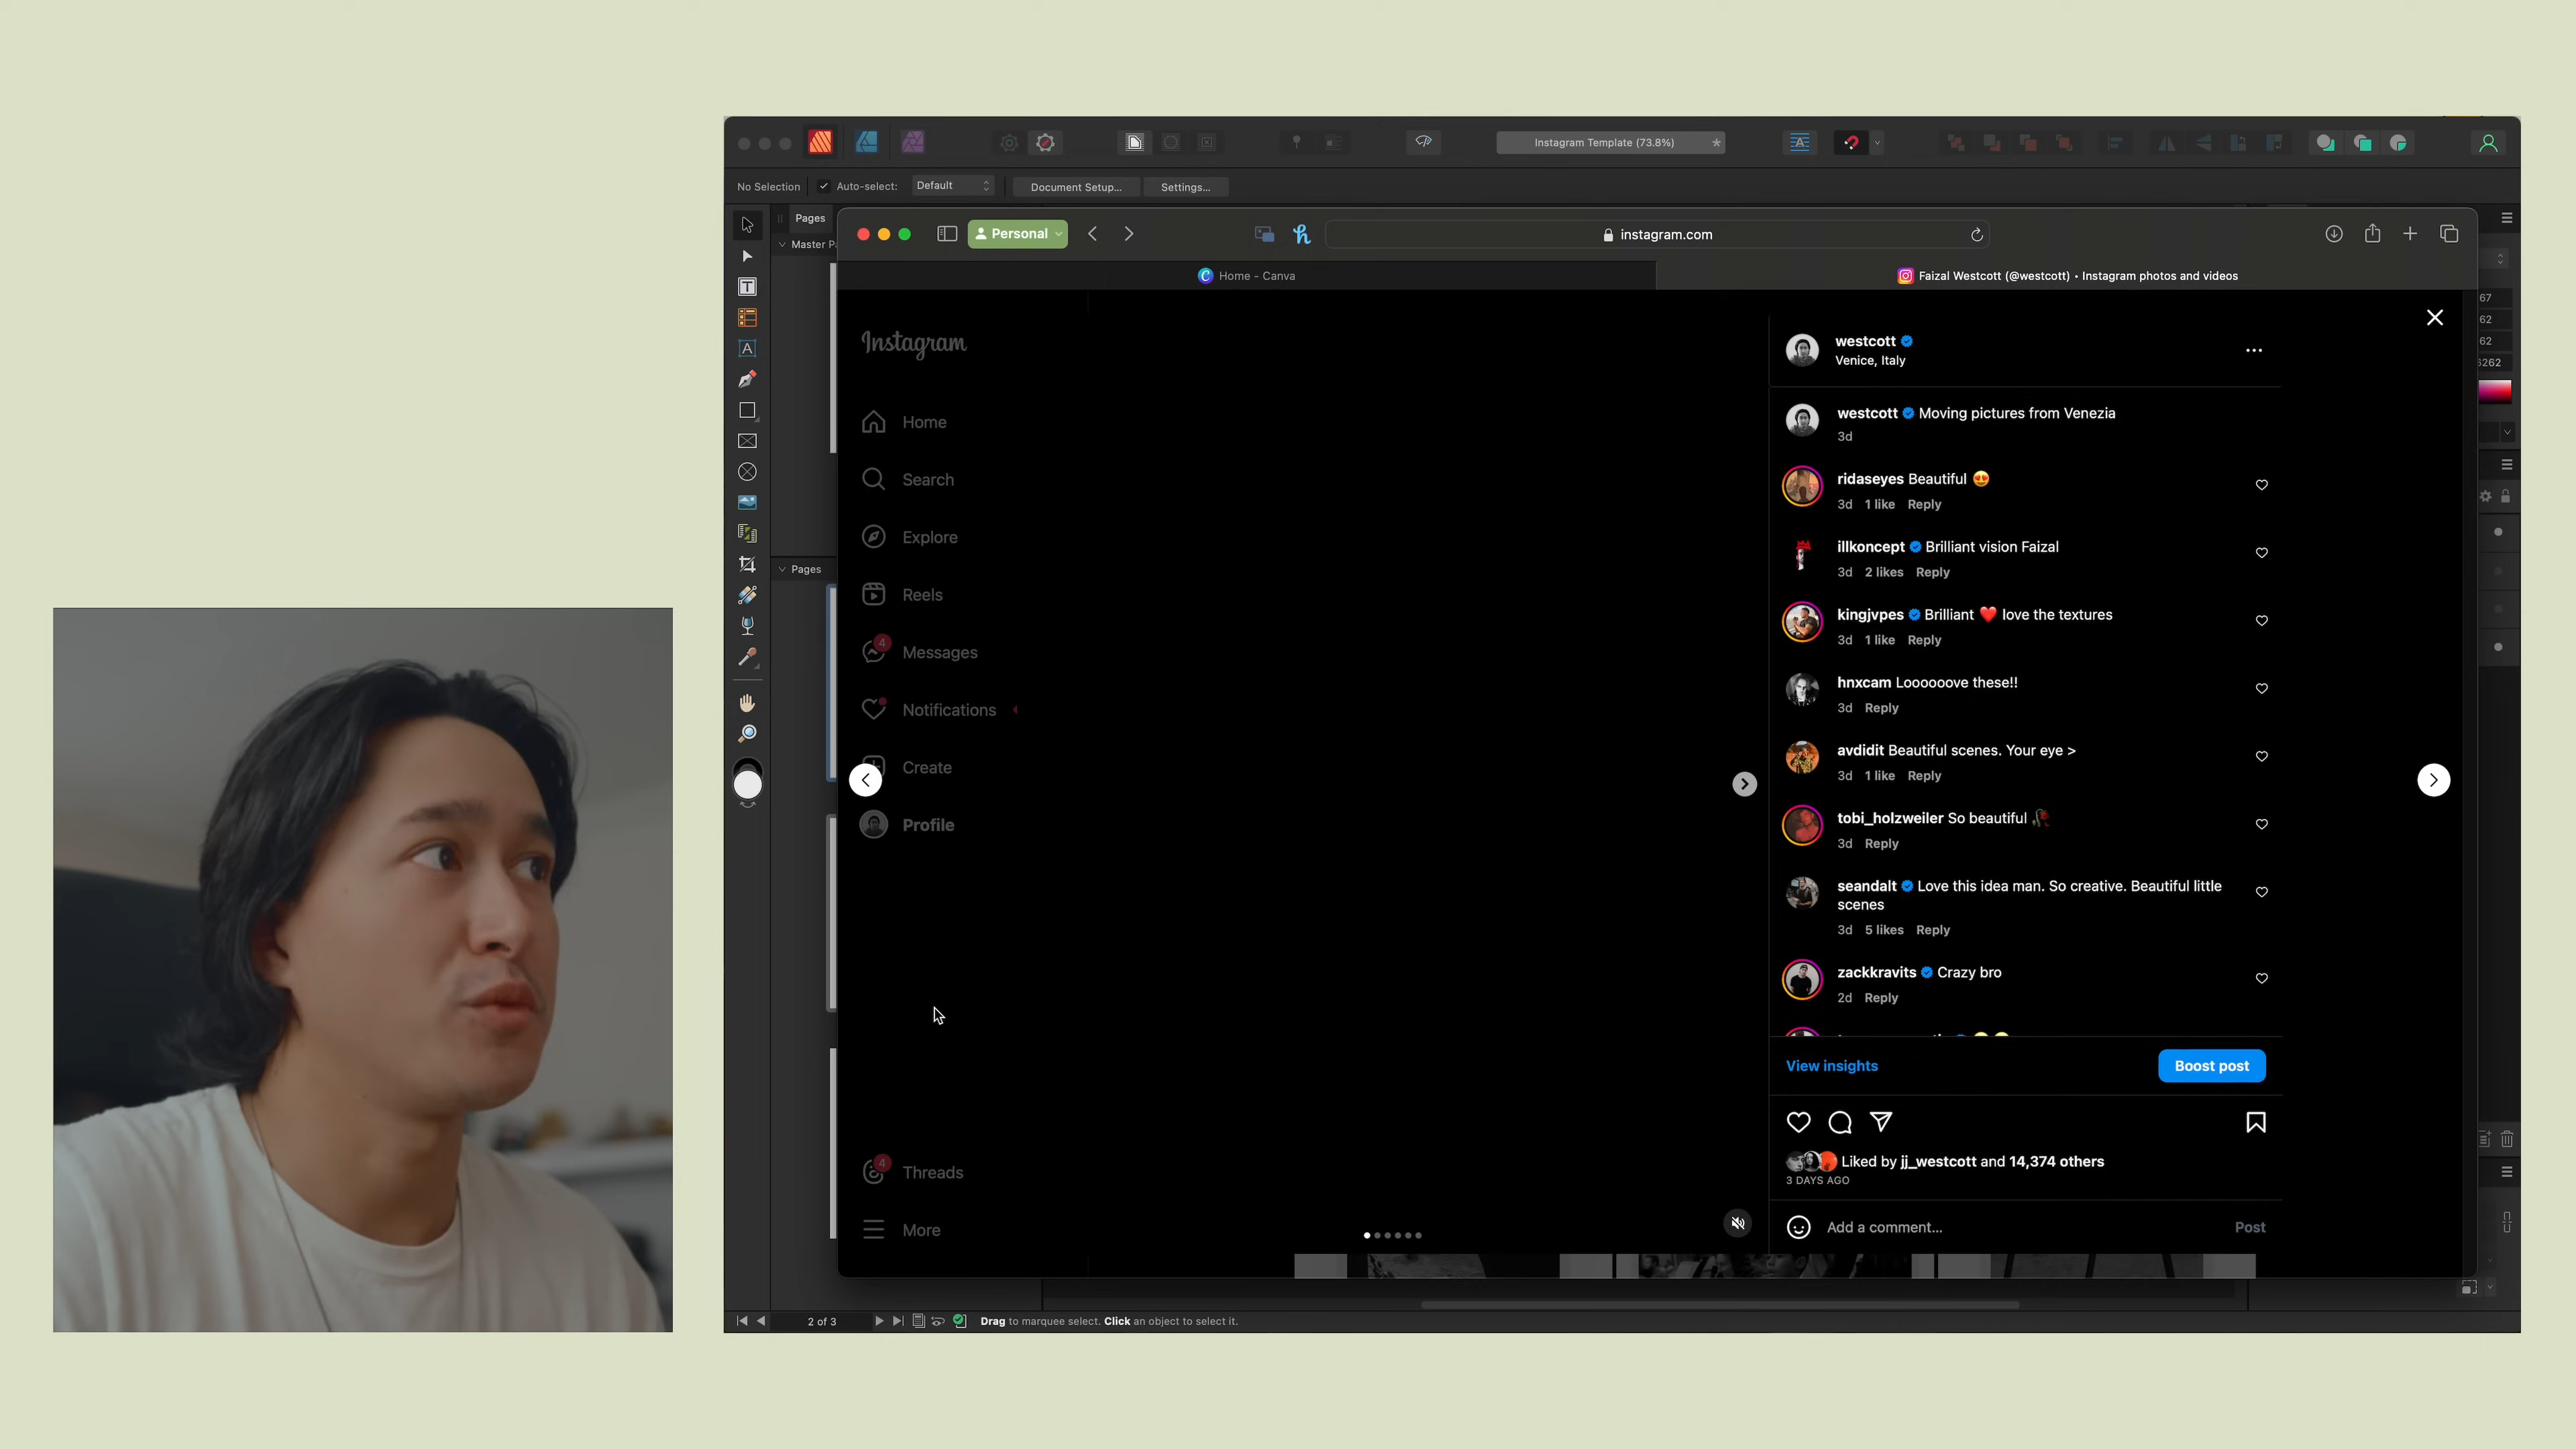 Instagram Template (73.8%)
*
No Selection
Auto-select:
Default
Document Setup...
Settings...
Pages
Master Pa
Pages
Personal
instagram.com
Home - Canva
Faizal Westcott (@westcott) • Instagram photos and videos
67
62
62
6262
Instagram
Home
Search
Explore
Reels
4
Messages
Notifications
Create
Profile
4
Threads
More
westcott
Venice, Italy
westcott Moving pictures from Venezia
3d
ridaseyes Beautiful 😍
3d 1 like Reply
illkoncept Brilliant vision Faizal
3d 2 likes Reply
kingjvpes Brilliant ❤️ love the textures
3d 1 like Reply
hnxcam Loooooove these!!
3d Reply
avdidit Beautiful scenes. Your eye >
3d 1 like Reply
tobi_holzweiler So beautiful 🥀
3d Reply
seandalt Love this idea man. So creative. Beautiful little
scenes
3d 5 likes Reply
zackkravits Crazy bro
2d Reply
View insights
Boost post
Liked by jj_westcott and 14,374 others
3 DAYS AGO
Add a comment...
Post
2 of 3
Drag to marquee select. Click an object to select it.